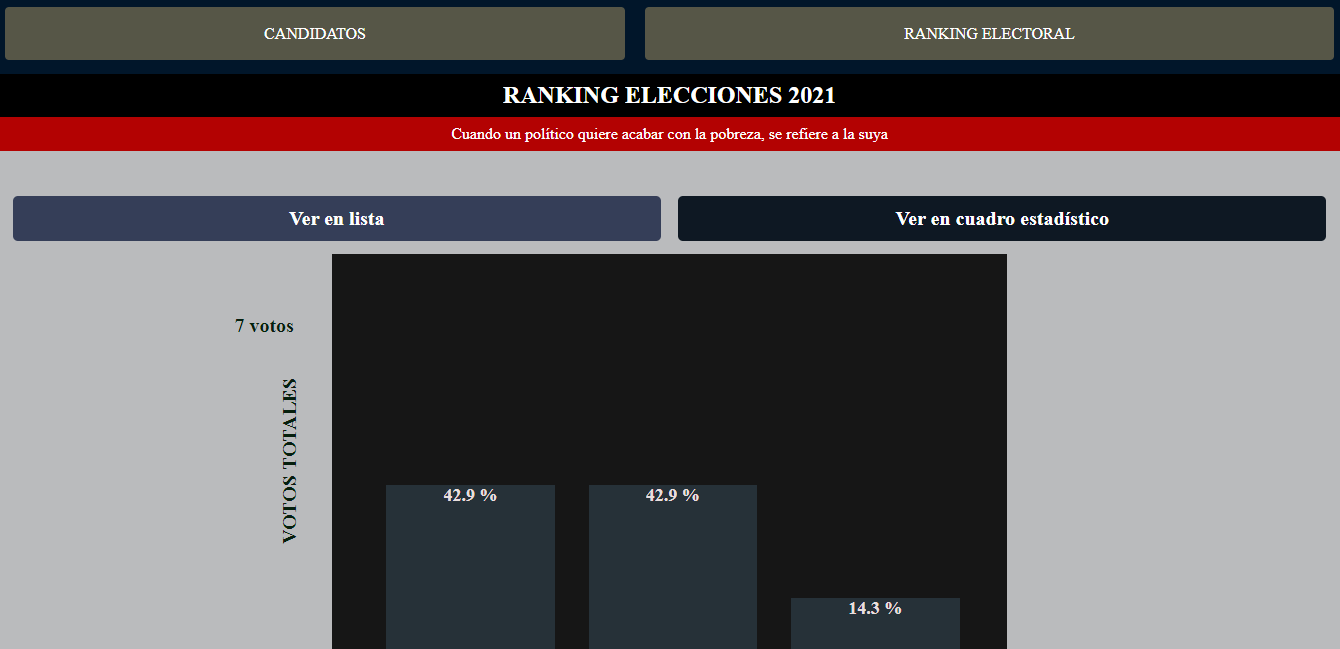 CANDIDATOS
RANKING ELECTORAL
RANKING ELECCIONES 2021
Cuando un político quiere acabar con la pobreza, se refiere a la suya
Ver en lista
Ver en cuadro estadístico
7 votos
VOTOS TOTALES
42.9 %
42.9 %
14.3 %